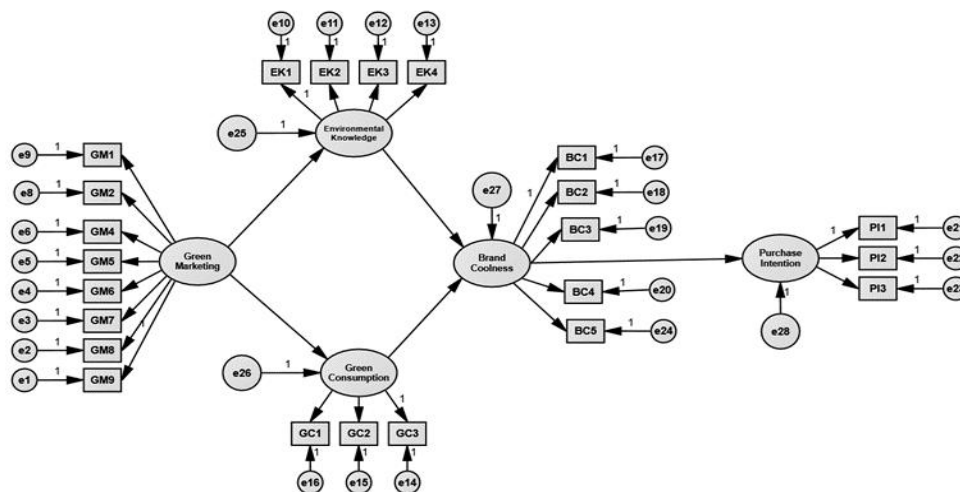 e10 e11 e12 e13
1 1 1 1
EK1 EK2 EK3 EK4
1
e25 1 Environmental
Knowledge
e9 1 GM1
e8 1 GM2
e6 1 GM4
e5 1 GM5
e4 1 GM6
e3 1 GM7
e2 1 GM8 1
e1 1 GM9
Green
Marketing
e27
1
Brand
Coolness
1 BC1 1 e17
BC2 1 e18
BC3 1 e19
BC4 1 e20
BC5 1 e24
Purchase
Intention
1 PI1 1
PI2 1
PI3 1
1
e28
e26 1 Green
Consumption
1
GC1 GC2 GC3
1 1 1
e16 e15 e14